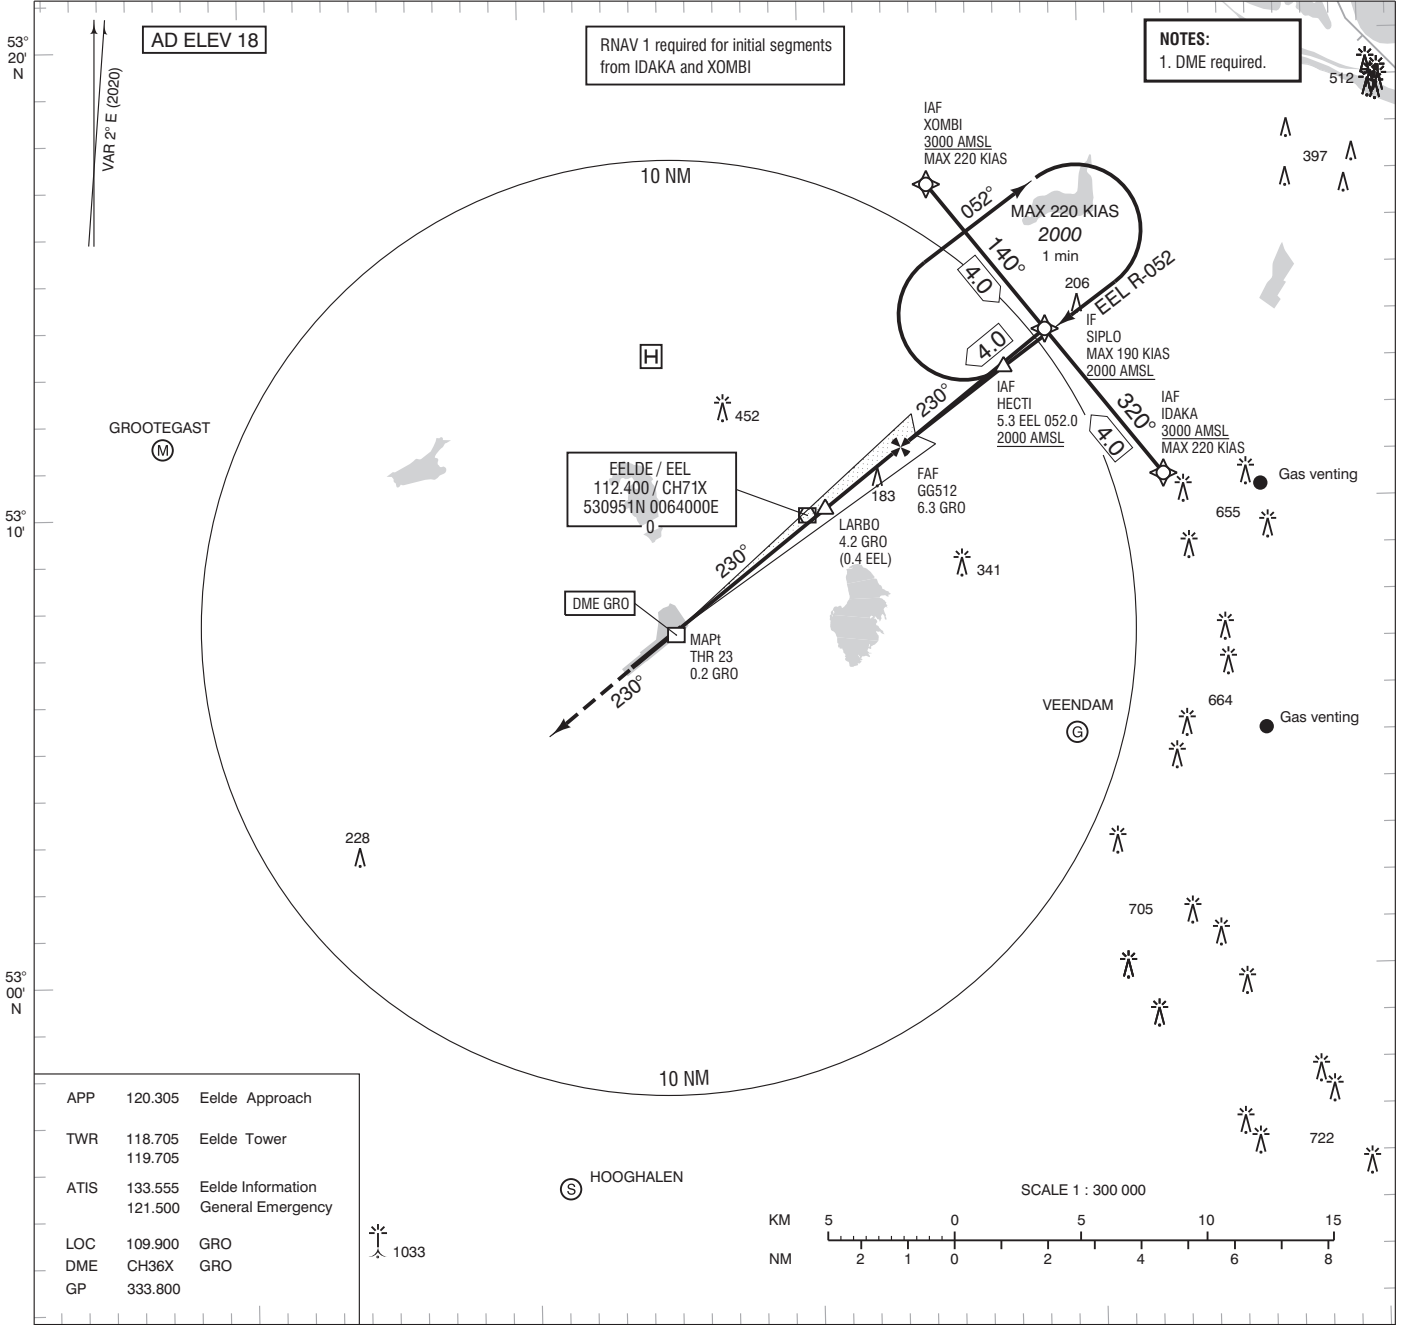 53°
20'
N
VAR 2° E (2020)
AD ELEV 18
RNAV 1 required for initial segments
from IDAKA and XOMBI
NOTES:
1. DME required.
512
397
IAF
XOMBI
3000 AMSL
MAX 220 KIAS
10 NM
052°
MAX 220 KIAS
2000
1 min
140°
4.0
206
EEL R-052
IF
SIPLO
MAX 190 KIAS
2000 AMSL
4.0
H
230°
IAF
HECTI
5.3 EEL 052.0
2000 AMSL
320°
4.0
IAF
IDAKA
3000 AMSL
MAX 220 KIAS
452
GROOTEGAST
M
EELDE / EEL
112.400 / CH71X
530951N 0064000E
0
183
FAF
GG512
6.3 GRO
Gas venting
655
53°
10'
LARBO
4.2 GRO
(0.4 EEL)
341
230°
DME GRO
MAPt
THR 23
0.2 GRO
230°
664
VEENDAM
G
Gas venting
228
705
53°
00'
N
10 NM
722
HOOGHALEN
S
APP 120.305 Eelde Approach
TWR 118.705 Eelde Tower
119.705
ATIS 133.555 Eelde Information
121.500 General Emergency
LOC 109.900 GRO
DME CH36X GRO
GP 333.800
1033
SCALE 1 : 300 000
KM 5 0 5 10 15
NM 2 1 0 2 4 6 8